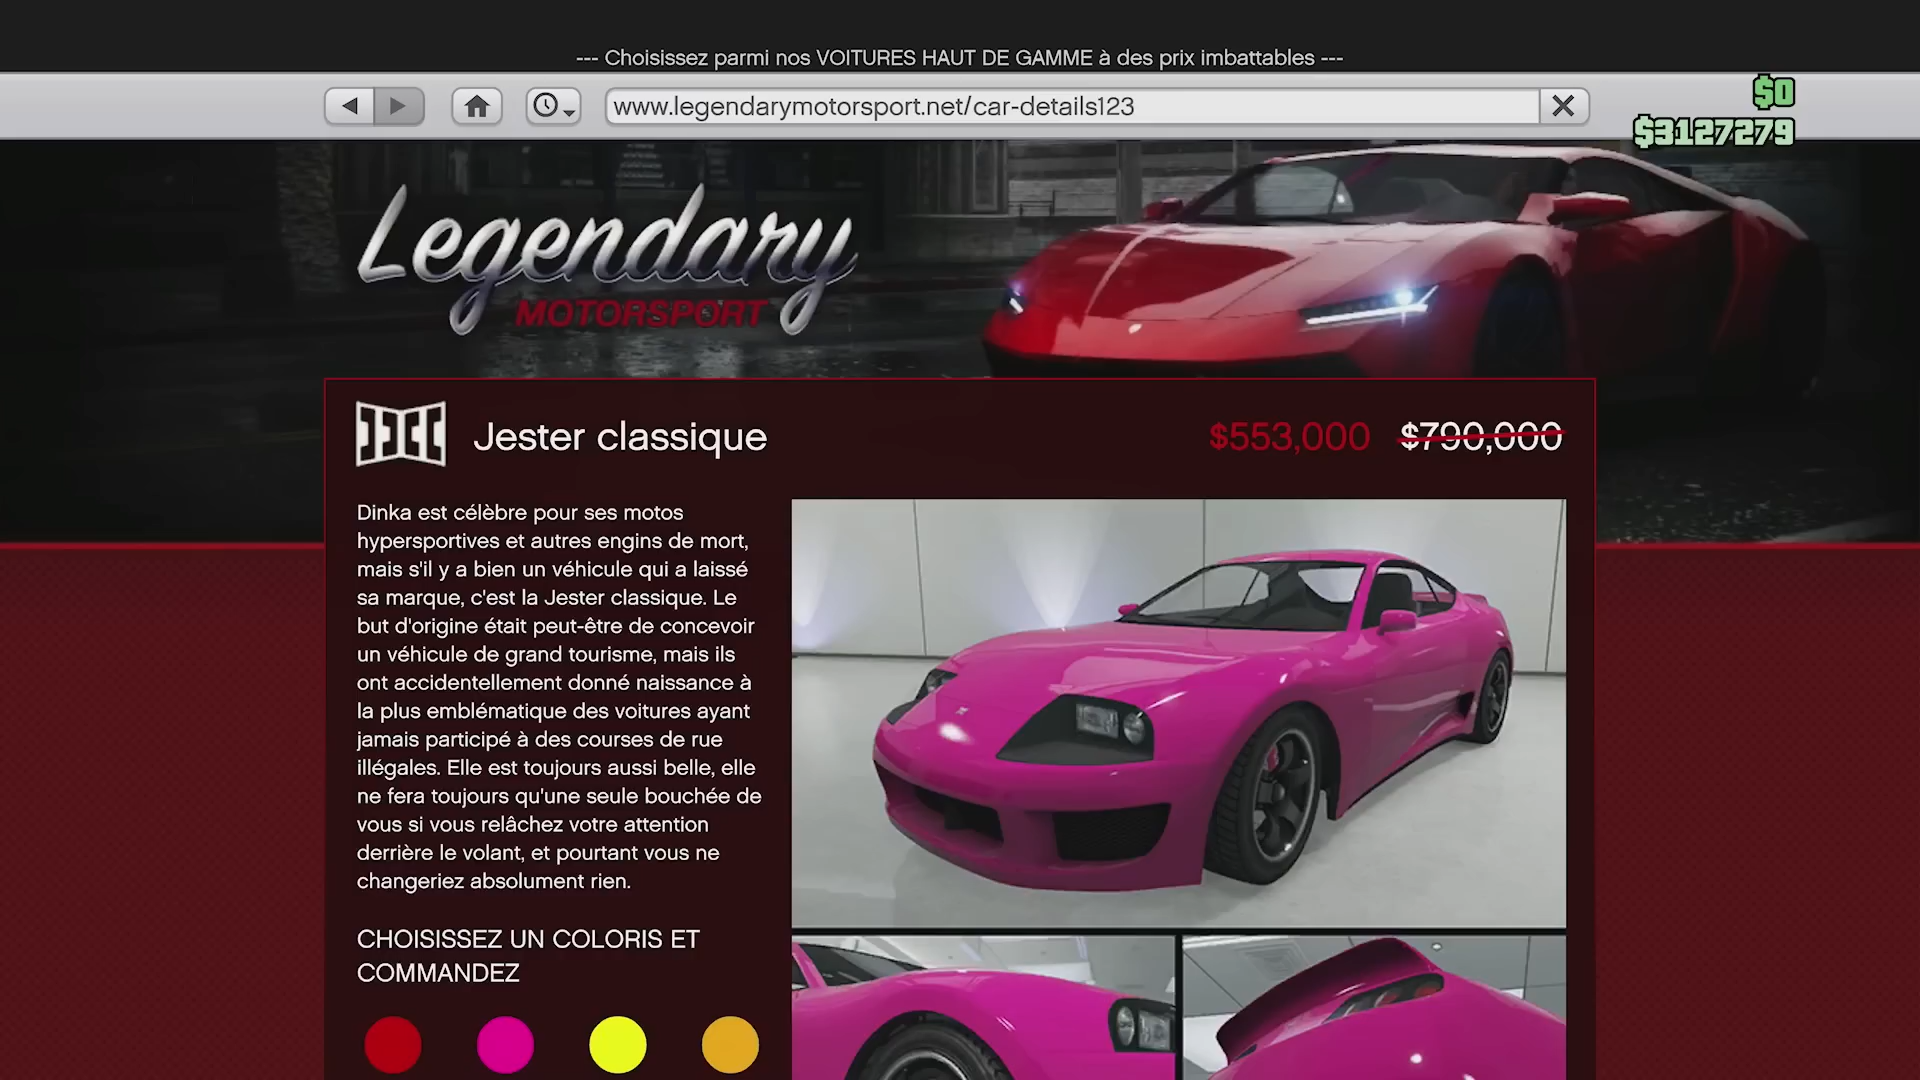 --- Choisissez parmi nos VOITURES HAUT DE GAMME à des prix imbattables ---
www.legendarymotorsport.net/car-details123
$0
$3127279
Legendary
MOTORSPORT
Jester classique
$553,000 $790,000
Dinka est célèbre pour ses motos
hypersportives et autres engins de mort,
mais s'il y a bien un véhicule qui a laissé
sa marque, c'est la Jester classique. Le
but d'origine était peut-être de concevoir
un véhicule de grand tourisme, mais ils
ont accidentellement donné naissance à
la plus emblématique des voitures ayant
jamais participé à des courses de rue
illégales. Elle est toujours aussi belle, elle
ne fera toujours qu'une seule bouchée de
vous si vous relâchez votre attention
derrière le volant, et pourtant vous ne
changeriez absolument rien.
CHOISISSEZ UN COLORIS ET
COMMANDEZ